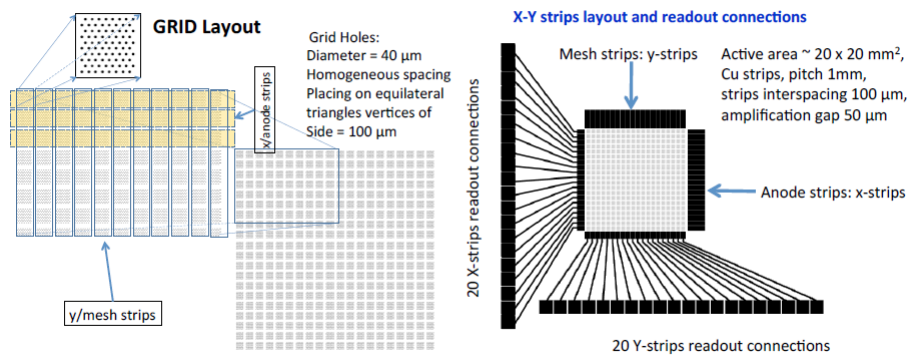 GRID Layout
Grid Holes:
Diameter = 40 µm
Homogeneous spacing
Placing on equilateral
triangles vertices of
Side = 100 µm
x/anode strips
y/mesh strips
X-Y strips layout and readout connections
Mesh strips: y-strips
Active area ~ 20 x 20 mm²,
Cu strips, pitch 1mm,
strips interspacing 100 µm,
amplification gap 50 µm
Anode strips: x-strips
20 X-strips readout connections
20 Y-strips readout connections